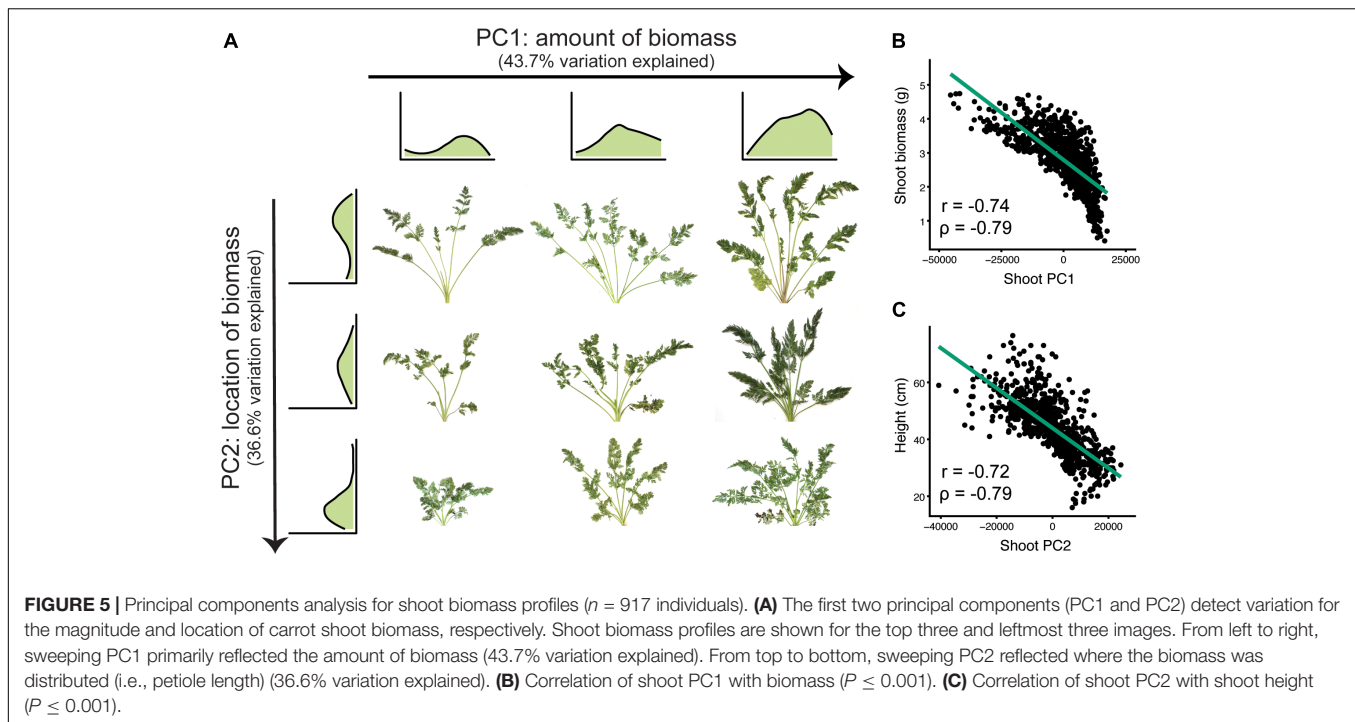 A
PC1: amount of biomass
(43.7% variation explained)
PC2: location of biomass
(36.6% variation explained)
B
Shoot biomass (g)
5
4
3
2
1
r = -0.74
ρ = -0.79
−50000 −25000 0 25000
Shoot PC1
C
Height (cm)
60
40
20
r = -0.72
ρ = -0.79
−40000 −20000 0 20000
Shoot PC2
FIGURE 5 | Principal components analysis for shoot biomass profiles (n = 917 individuals). (A) The first two principal components (PC1 and PC2) detect variation for
the magnitude and location of carrot shoot biomass, respectively. Shoot biomass profiles are shown for the top three and leftmost three images. From left to right,
sweeping PC1 primarily reflected the amount of biomass (43.7% variation explained). From top to bottom, sweeping PC2 reflected where the biomass was
distributed (i.e., petiole length) (36.6% variation explained). (B) Correlation of shoot PC1 with biomass (P ≤ 0.001). (C) Correlation of shoot PC2 with shoot height
(P ≤ 0.001).